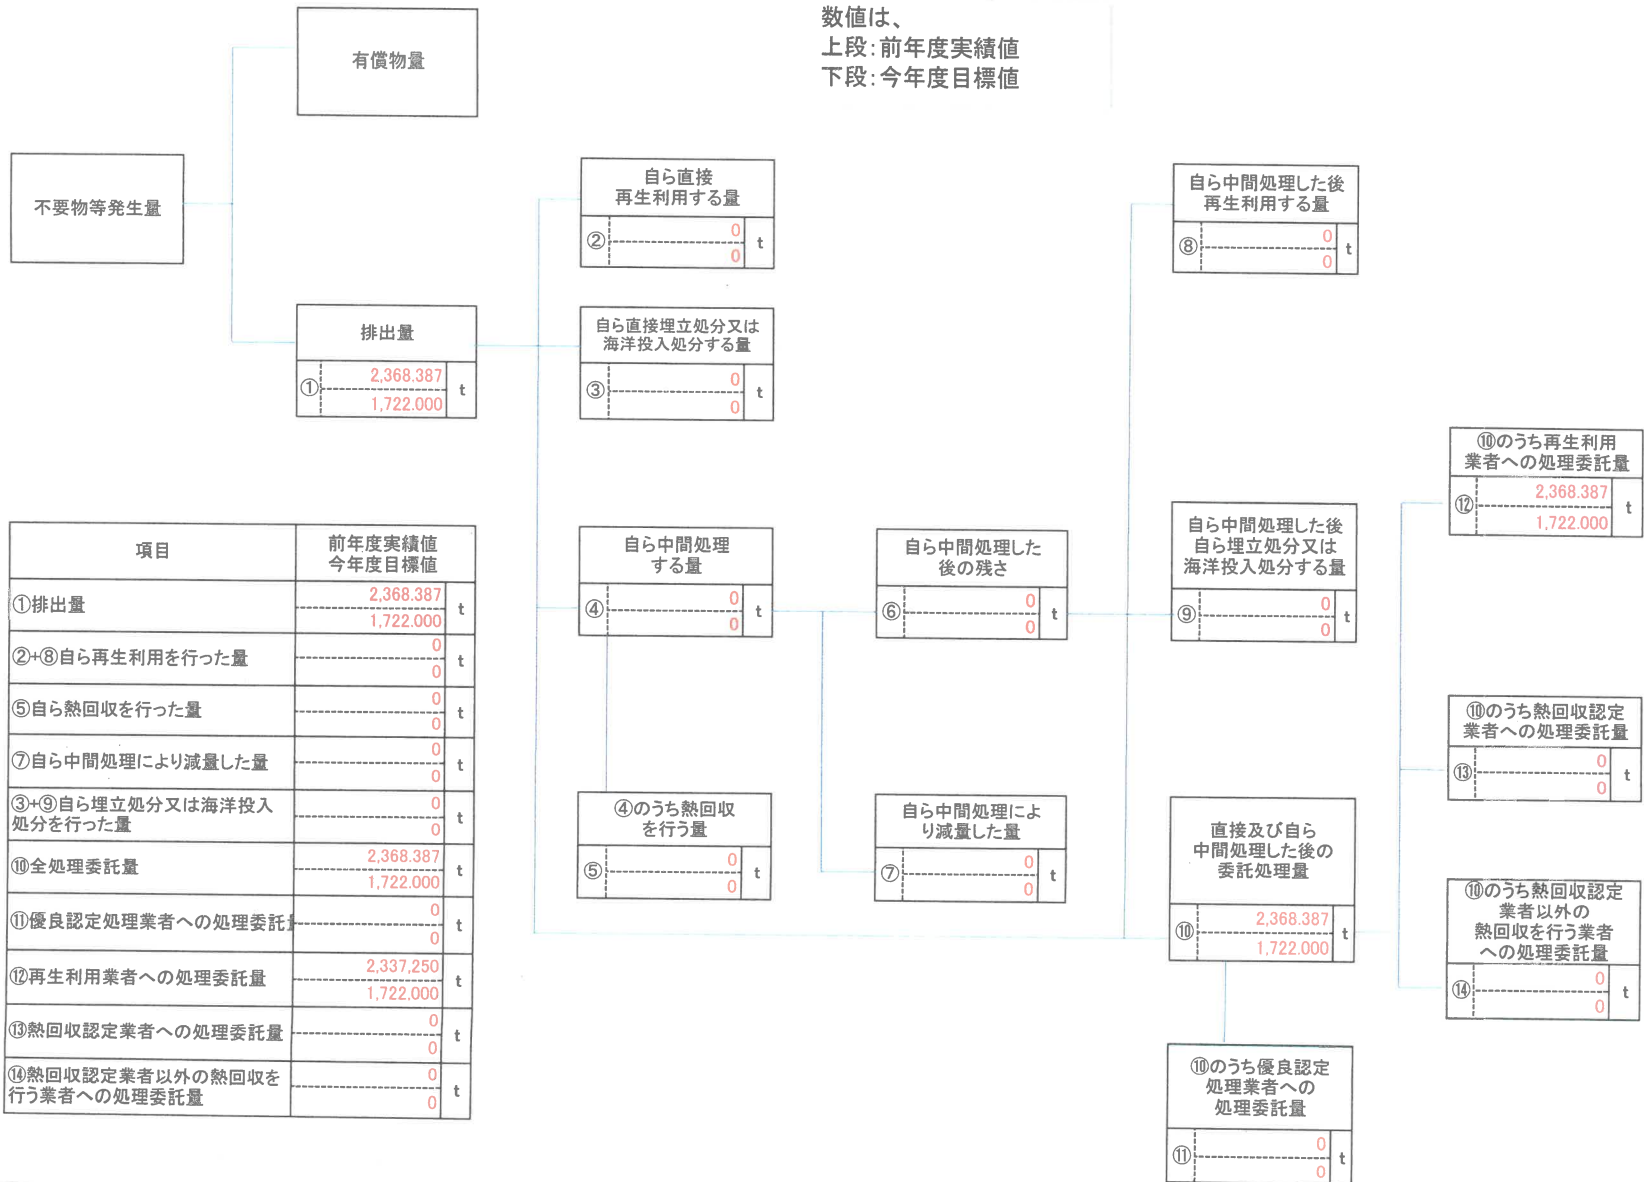 数値は、
上段:前年度実績値
下段:今年度目標値
有償物量
不要物等発生量
排出量
①
2,368.387
1,722.000
t
自ら直接
再生利用する量
②
0
0
t
自ら直接埋立処分又は
海洋投入処分する量
③
0
0
t
自ら中間処理
する量
④
0
0
t
④のうち熱回収
を行う量
⑤
0
0
t
自ら中間処理した
後の残さ
⑥
0
0
t
自ら中間処理によ
り減量した量
⑦
0
0
t
自ら中間処理した後
再生利用する量
⑧
0
0
t
自ら中間処理した後
自ら埋立処分又は
海洋投入処分する量
⑨
0
0
t
直接及び自ら
中間処理した後の
委託処理量
⑩
2,368.387
1,722.000
t
⑩のうち優良認定
処理業者への
処理委託量
⑪
0
0
t
⑩のうち再生利用
業者への処理委託量
⑫
2,368.387
1,722.000
t
⑩のうち熱回収認定
業者への処理委託量
⑬
0
0
t
⑩のうち熱回収認定
業者以外の
熱回収を行う業者
への処理委託量
⑭
0
0
t
項目
前年度実績値
今年度目標値
①排出量
2,368.387
1,722.000
t
②+⑧自ら再生利用を行った量
0
0
t
⑤自ら熱回収を行った量
0
0
t
⑦自ら中間処理により減量した量
0
0
t
③+⑨自ら埋立処分又は海洋投入
処分を行った量
0
0
t
⑩全処理委託量
2,368.387
1,722.000
t
⑪優良認定処理業者への処理委託
0
0
t
⑫再生利用業者への処理委託量
2,337,250
1,722,000
t
⑬熱回収認定業者への処理委託量
0
0
t
⑭熱回収認定業者以外の熱回収を
行う業者への処理委託量
0
0
t